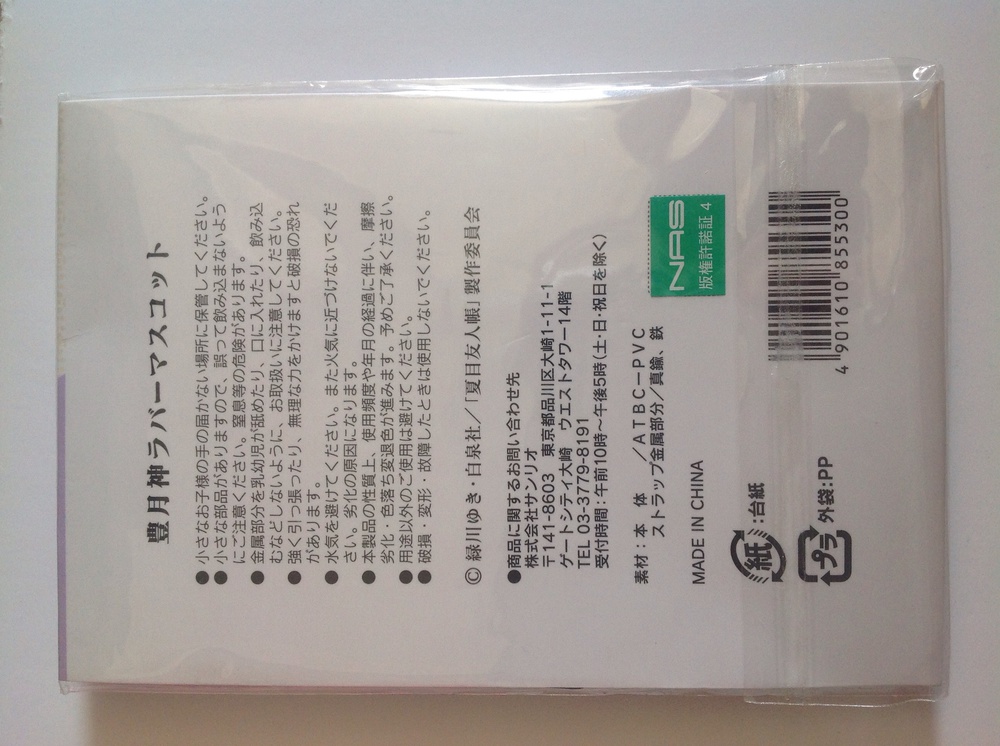 豐月神ラバーマスコット
●小さなお子様の手の届かない場所に保管してください。
●小さな部品がありますので、誤って飲み込まないよう
にご注意ください。窒息等の危険があります。
●金属部分を乳幼児が舐めたり、口に入れたり、飲み込
むなどしないように、お取扱いに注意してください。
●強く引っ張ったり、無理な力をかけますと破損の恐れ
があります。
●水気を避けてください。また火気に近づけないでくだ
さい。劣化の原因になります。
●本製品の性質上、使用頻度や年月の経過に伴い、摩擦
劣化・色落ち変退色が進みます。予めご了承ください。
●用途以外のご使用は避けてください。
●破損・変形・故障したときは使用しないでください。
© 緑川ゆき・白泉社／「夏目友人帳」製作委員会
●商品に関するお問い合わせ先
株式会社サンリオ
〒141-8603 東京都品川区大崎1-11-1
ゲートシティ大崎 ウエストタワー14階
TEL 03-3779-8191
受付時間：午前10時～午後5時（土・日・祝日を除く）
素材：本 体 ／ATBC-PVC
ストラップ金属部分／真鍮、鉄
MADE IN CHINA
NAS
版権許諾証 4
紙 :台紙
プラ 外袋:PP
4 901610 855300